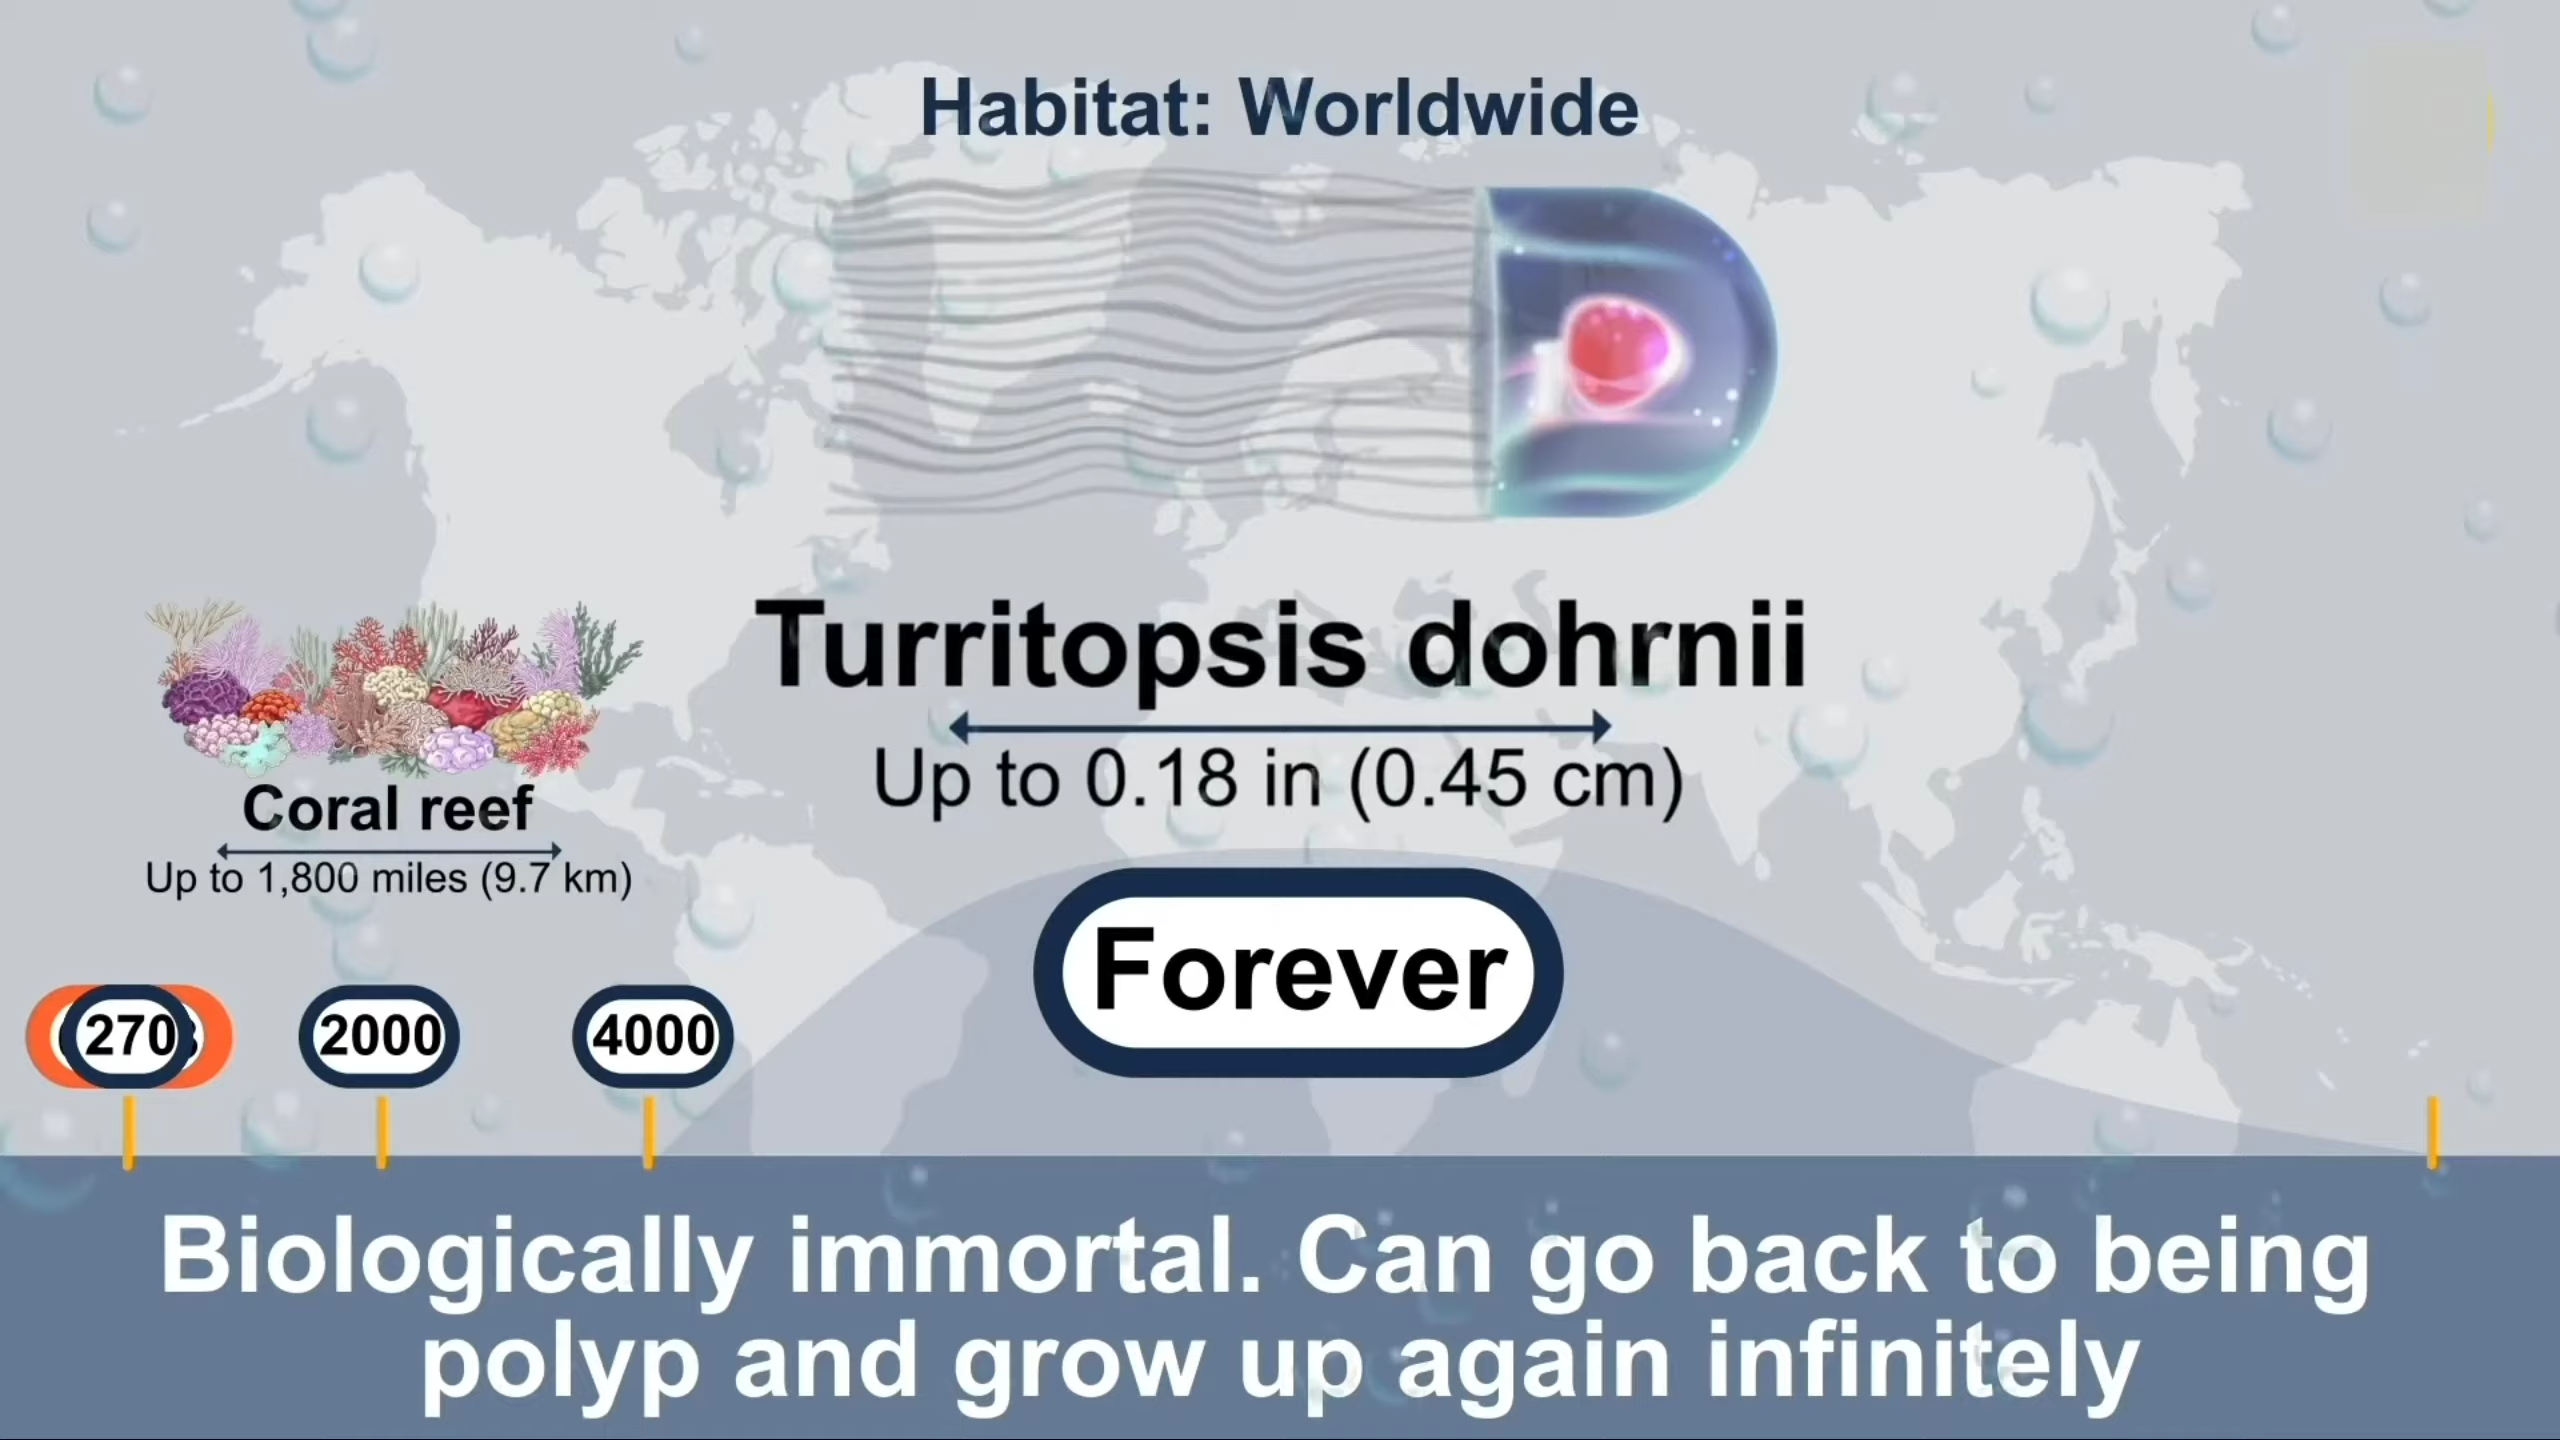 Habitat: Worldwide
Turritopsis dohrnii
Up to 0.18 in (0.45 cm)
Coral reef
Up to 1,800 miles (9.7 km)
Forever
270
2000
4000
Biologically immortal. Can go back to being
polyp and grow up again infinitely